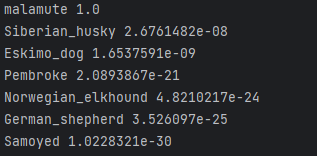 malamute 1.0
Siberian_husky 2.6761482e-08
Eskimo_dog 1.6537591e-09
Pembroke 2.0893867e-21
Norwegian_elkhound 4.8210217e-24
German_shepherd 3.526097e-25
Samoyed 1.0228321e-30